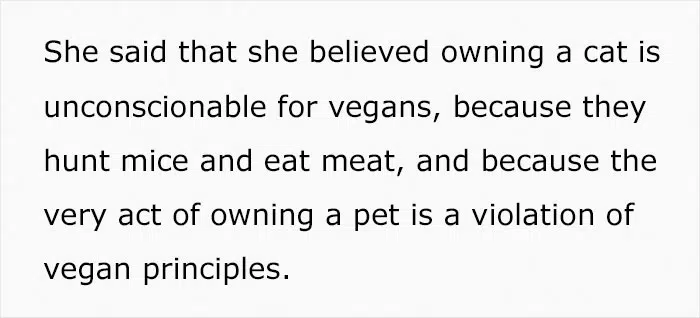 She said that she believed owning a cat is
unconscionable for vegans, because they
hunt mice and eat meat, and because the
very act of owning a pet is a violation of
vegan principles.